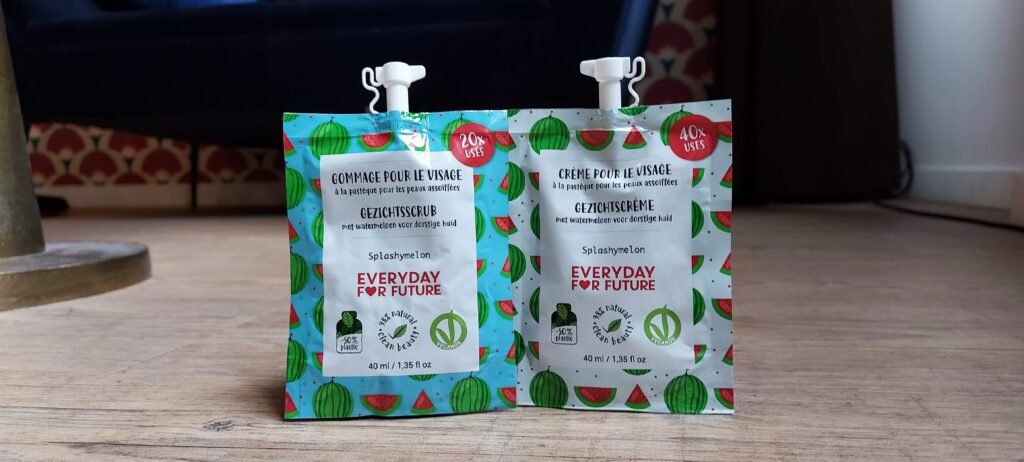 20x
USES
GOMMAGE POUR LE VISAGE
à la pastèque pour les peaux assoiffées
GEZICHTSSCRUB
met watermeloen voor dorstige huid
Splashymelon
EVERYDAY
FOR FUTURE
-50%
plastic
98% natural
clean beauty
VEGANOK
40 ml / 1,35 fl oz
40x
USES
CRÈME POUR LE VISAGE
à la pastèque pour les peaux assoiffées
GEZICHTSCRÈME
met watermeloen voor dorstige huid
Splashymelon
EVERYDAY
FOR FUTURE
-50%
plastic
98% natural
clean beauty
VEGANOK
40 ml / 1,35 fl oz